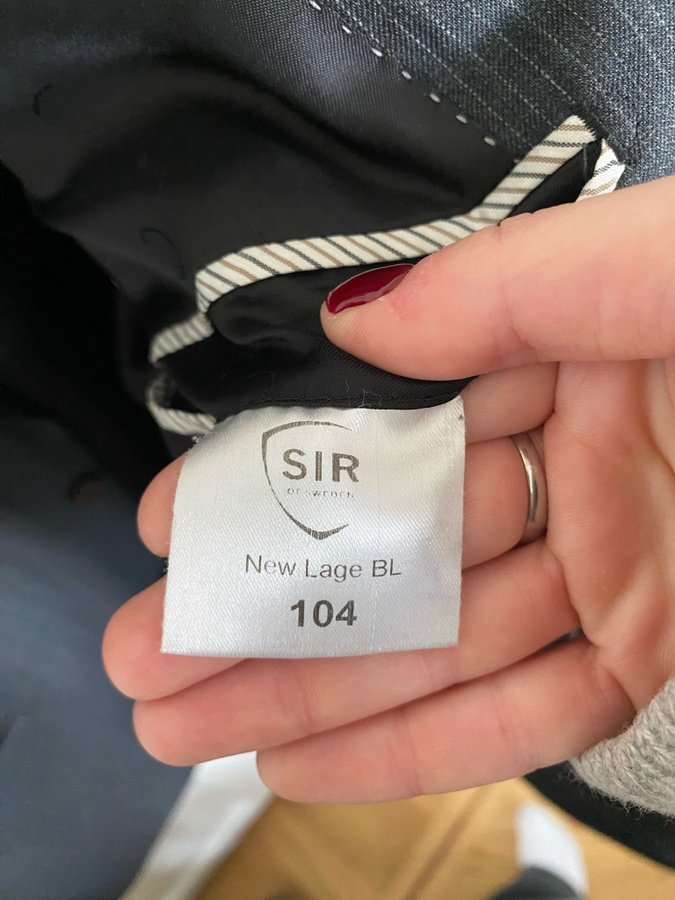 SIR
OF SWEDEN
New Lage BL
104